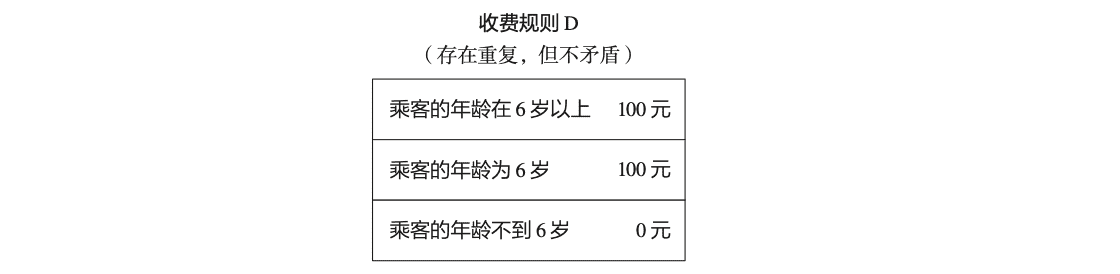 收费规则 D
（存在重复，但不矛盾）
乘客的年龄在 6 岁以上 100 元
乘客的年龄为 6 岁 100 元
乘客的年龄不到 6 岁 0 元